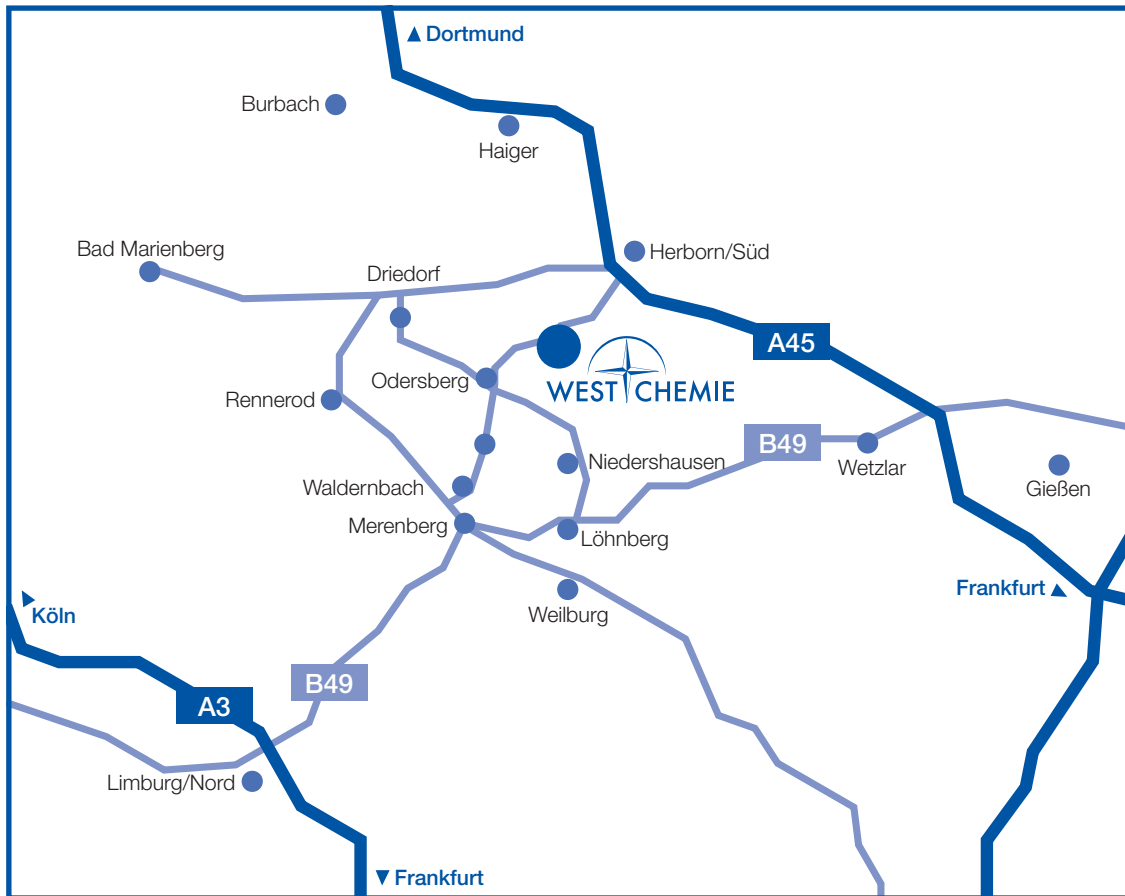 Dortmund
Burbach
Haiger
Bad Marienberg
Herborn/Süd
Driedorf
A45
Odersberg
WEST CHEMIE
Rennerod
B49
Niedershausen
Wetzlar
Waldernbach
Gießen
Merenberg
Löhnberg
Frankfurt
Köln
Weilburg
B49
A3
Limburg/Nord
Frankfurt